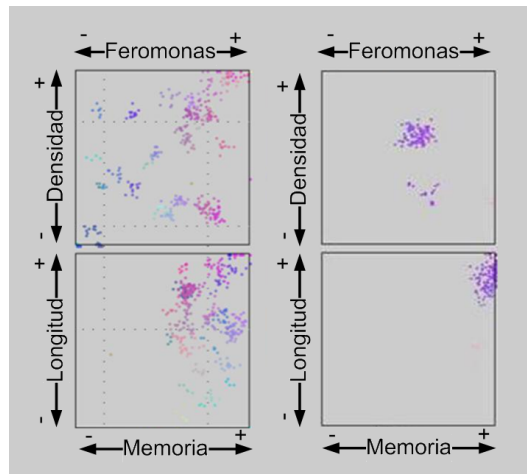 - +
Feromonas
- +
Feromonas
+
Densidad
-
+
Densidad
-
+
Longitud
-
+
Longitud
-
- +
Memoria
- +
Memoria